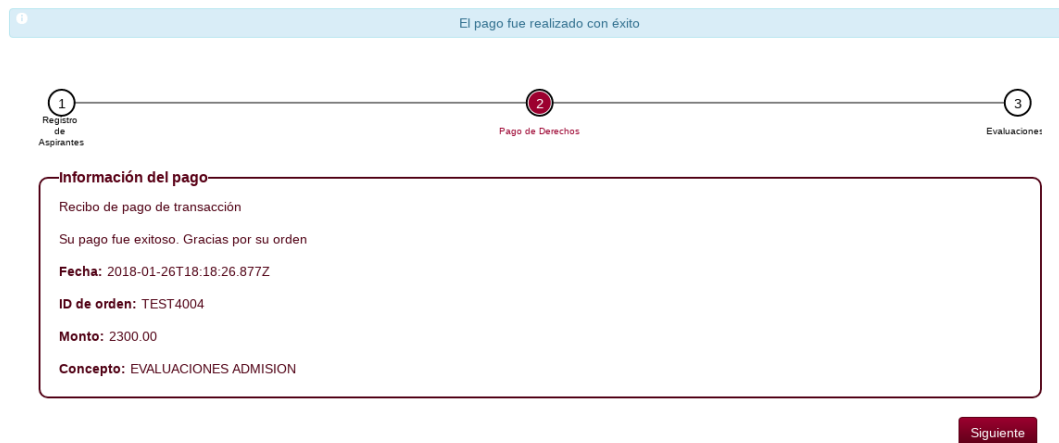 El pago fue realizado con éxito
1
2
3
Registro
de
Aspirantes
Pago de Derechos
Evaluaciones
Información del pago
Recibo de pago de transacción
Su pago fue exitoso. Gracias por su orden
Fecha: 2018-01-26T18:18:26.877Z
ID de orden: TEST4004
Monto: 2300.00
Concepto: EVALUACIONES ADMISION
Siguiente